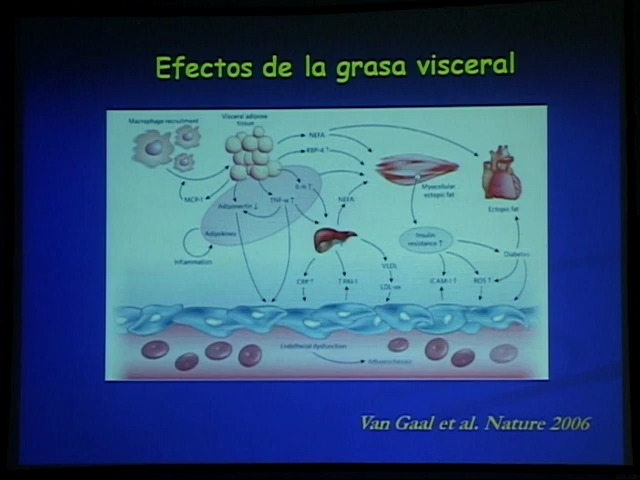 Efectos de la grasa visceral
Macrophage recruitment
Visceral adipose
tissue
NEFA
RBP-4 ↑
IL-6 ↑
MCP-1
Adiponectin ↓
TNF-α ↑
NEFA
Myocellular
ectopic fat
Ectopic fat
Adipokines
Inflammation
Insulin
resistance ↑
Diabetes
VLDL
CRP ↑
↑ PAI-1
LDL-ox
ICAM-1 ↑
ROS ↑
Endothelial dysfunction
Atherosclerosis
Van Gaal et al. Nature 2006